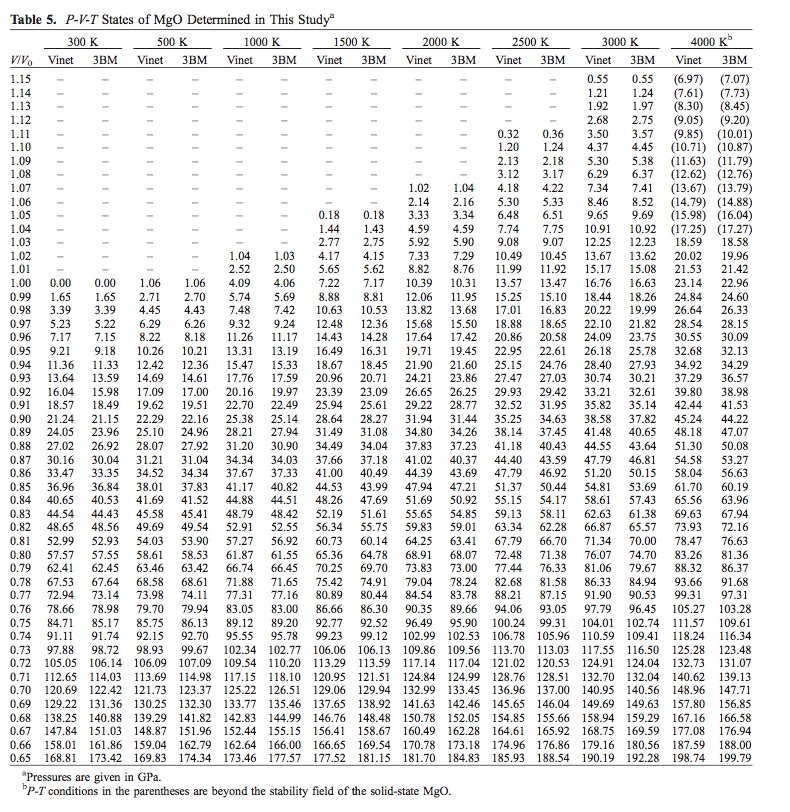 Table 5. P-V-T States of MgO Determined in This Studyᵃ
300 K 500 K 1000 K 1500 K 2000 K 2500 K 3000 K 4000 Kᵇ
V/V₀ Vinet 3BM Vinet 3BM Vinet 3BM Vinet 3BM Vinet 3BM Vinet 3BM Vinet 3BM Vinet 3BM
1.15 – – – – – – – – – – – – 0.55 0.55 (6.97) (7.07)
1.14 – – – – – – – – – – – – 1.21 1.24 (7.61) (7.73)
1.13 – – – – – – – – – – – – 1.92 1.97 (8.30) (8.45)
1.12 – – – – – – – – – – – – 2.68 2.75 (9.05) (9.20)
1.11 – – – – – – – – – – 0.32 0.36 3.50 3.57 (9.85) (10.01)
1.10 – – – – – – – – – – 1.20 1.24 4.37 4.45 (10.71) (10.87)
1.09 – – – – – – – – – – 2.13 2.18 5.30 5.38 (11.63) (11.79)
1.08 – – – – – – – – – – 3.12 3.17 6.29 6.37 (12.62) (12.76)
1.07 – – – – – – – – 1.02 1.04 4.18 4.22 7.34 7.41 (13.67) (13.79)
1.06 – – – – – – – – 2.14 2.16 5.30 5.33 8.46 8.52 (14.79) (14.88)
1.05 – – – – – – 0.18 0.18 3.33 3.34 6.48 6.51 9.65 9.69 (15.98) (16.04)
1.04 – – – – – – 1.44 1.43 4.59 4.59 7.74 7.75 10.91 10.92 (17.25) (17.27)
1.03 – – – – – – 2.77 2.75 5.92 5.90 9.08 9.07 12.25 12.23 18.59 18.58
1.02 – – – – 1.04 1.03 4.17 4.15 7.33 7.29 10.49 10.45 13.67 13.62 20.02 19.96
1.01 – – – – 2.52 2.50 5.65 5.62 8.82 8.76 11.99 11.92 15.17 15.08 21.53 21.42
1.00 0.00 0.00 1.06 1.06 4.09 4.06 7.22 7.17 10.39 10.31 13.57 13.47 16.76 16.63 23.14 22.96
0.99 1.65 1.65 2.71 2.70 5.74 5.69 8.88 8.81 12.06 11.95 15.25 15.10 18.44 18.26 24.84 24.60
0.98 3.39 3.39 4.45 4.43 7.48 7.42 10.63 10.53 13.82 13.68 17.01 16.83 20.22 19.99 26.64 26.33
0.97 5.23 5.22 6.29 6.26 9.32 9.24 12.48 12.36 15.68 15.50 18.88 18.65 22.10 21.82 28.54 28.15
0.96 7.17 7.15 8.22 8.18 11.26 11.17 14.43 14.28 17.64 17.42 20.86 20.58 24.09 23.75 30.55 30.09
0.95 9.21 9.18 10.26 10.21 13.31 13.19 16.49 16.31 19.71 19.45 22.95 22.61 26.18 25.78 32.68 32.13
0.94 11.36 11.33 12.42 12.36 15.47 15.33 18.67 18.45 21.90 21.60 25.15 24.76 28.40 27.93 34.92 34.29
0.93 13.64 13.59 14.69 14.61 17.76 17.59 20.96 20.71 24.21 23.86 27.47 27.03 30.74 30.21 37.29 36.57
0.92 16.04 15.98 17.09 17.00 20.16 19.97 23.39 23.09 26.65 26.25 29.93 29.42 33.21 32.61 39.80 38.98
0.91 18.57 18.49 19.62 19.51 22.70 22.49 25.94 25.61 29.22 28.77 32.52 31.95 35.82 35.14 42.44 41.53
0.90 21.24 21.15 22.29 22.16 25.38 25.14 28.64 28.27 31.94 31.44 35.25 34.63 38.58 37.82 45.24 44.22
0.89 24.05 23.96 25.10 24.96 28.21 27.94 31.49 31.08 34.80 34.26 38.14 37.45 41.48 40.65 48.18 47.07
0.88 27.02 26.92 28.07 27.92 31.20 30.90 34.49 34.04 37.83 37.23 41.18 40.43 44.55 43.64 51.30 50.08
0.87 30.16 30.04 31.21 31.04 34.34 34.03 37.66 37.18 41.02 40.37 44.40 43.59 47.79 46.81 54.58 53.27
0.86 33.47 33.35 34.52 34.34 37.67 37.33 41.00 40.49 44.39 43.69 47.79 46.92 51.20 50.15 58.04 56.63
0.85 36.96 36.84 38.01 37.83 41.17 40.82 44.53 43.99 47.94 47.21 51.37 50.44 54.81 53.69 61.70 60.19
0.84 40.65 40.53 41.69 41.52 44.88 44.51 48.26 47.69 51.69 50.92 55.15 54.17 58.61 57.43 65.56 63.96
0.83 44.54 44.43 45.58 45.41 48.79 48.42 52.19 51.61 55.65 54.85 59.13 58.11 62.63 61.38 69.63 67.94
0.82 48.65 48.56 49.69 49.54 52.91 52.55 56.34 55.75 59.83 59.01 63.34 62.28 66.87 65.57 73.93 72.16
0.81 52.99 52.93 54.03 53.90 57.27 56.92 60.73 60.14 64.25 63.41 67.79 66.70 71.34 70.00 78.47 76.63
0.80 57.57 57.55 58.61 58.53 61.87 61.55 65.36 64.78 68.91 68.07 72.48 71.38 76.07 74.70 83.26 81.36
0.79 62.41 62.45 63.46 63.42 66.74 66.45 70.25 69.70 73.83 73.00 77.44 76.33 81.06 79.67 88.32 86.37
0.78 67.53 67.64 68.58 68.61 71.88 71.65 75.42 74.91 79.04 78.24 82.68 81.58 86.33 84.94 93.66 91.68
0.77 72.94 73.14 73.98 74.11 77.31 77.16 80.89 80.44 84.54 83.78 88.21 87.15 91.90 90.53 99.31 97.31
0.76 78.66 78.98 79.70 79.94 83.05 83.00 86.66 86.30 90.35 89.66 94.06 93.05 97.79 96.45 105.27 103.28
0.75 84.71 85.17 85.75 86.13 89.12 89.20 92.77 92.52 96.49 95.90 100.24 99.31 104.01 102.74 111.57 109.61
0.74 91.11 91.74 92.15 92.70 95.55 95.78 99.23 99.12 102.99 102.53 106.78 105.96 110.59 109.41 118.24 116.34
0.73 97.88 98.72 98.93 99.67 102.34 102.77 106.06 106.13 109.86 109.56 113.70 113.03 117.55 116.50 125.28 123.48
0.72 105.05 106.14 106.09 107.09 109.54 110.20 113.29 113.59 117.14 117.04 121.02 120.53 124.91 124.04 132.73 131.07
0.71 112.65 114.03 113.69 114.98 117.15 118.10 120.95 121.51 124.84 124.99 128.76 128.51 132.70 132.04 140.62 139.13
0.70 120.69 122.42 121.73 123.37 125.22 126.51 129.06 129.94 132.99 133.45 136.96 137.00 140.95 140.56 148.96 147.71
0.69 129.22 131.36 130.25 132.30 133.77 135.46 137.65 138.92 141.63 142.46 145.65 146.04 149.69 149.63 157.80 156.85
0.68 138.25 140.88 139.29 141.82 142.83 144.99 146.76 148.48 150.78 152.05 154.85 155.66 158.94 159.29 167.16 166.58
0.67 147.84 151.03 148.87 151.96 152.44 155.15 156.41 158.67 160.49 162.28 164.61 165.92 168.75 169.59 177.08 176.94
0.66 158.01 161.86 159.04 162.79 162.64 166.00 166.65 169.54 170.78 173.18 174.96 176.86 179.16 180.56 187.59 188.00
0.65 168.81 173.42 169.83 174.34 173.46 177.57 177.52 181.15 181.70 184.83 185.93 188.54 190.19 192.28 198.74 199.79
ᵃPressures are given in GPa.
ᵇP-T conditions in the parentheses are beyond the stability field of the solid-state MgO.